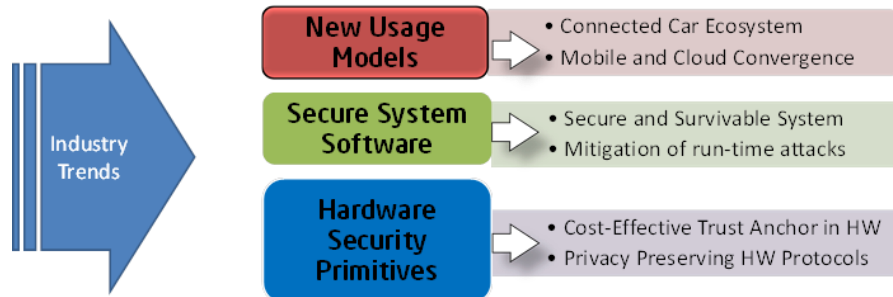 Industry
Trends
New Usage
Models
• Connected Car Ecosystem
• Mobile and Cloud Convergence
Secure System
Software
• Secure and Survivable System
• Mitigation of run-time attacks
Hardware
Security
Primitives
• Cost-Effective Trust Anchor in HW
• Privacy Preserving HW Protocols